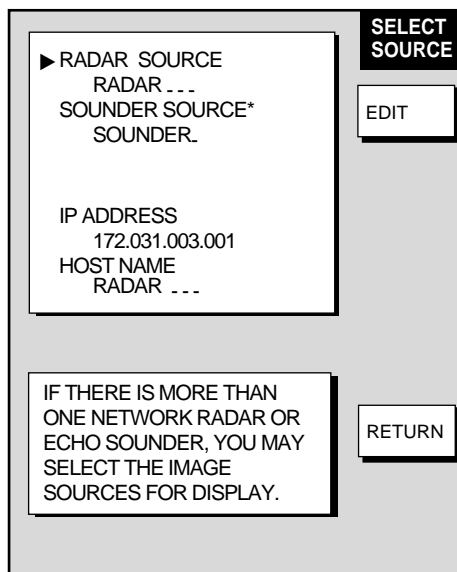 SELECT
SOURCE
▶RADAR SOURCE
RADAR _ _ _
SOUNDER SOURCE*
SOUNDER_
IP ADDRESS
172.031.003.001
HOST NAME
RADAR _ _ _
EDIT
IF THERE IS MORE THAN
ONE NETWORK RADAR OR
ECHO SOUNDER, YOU MAY
SELECT THE IMAGE
SOURCES FOR DISPLAY.
RETURN